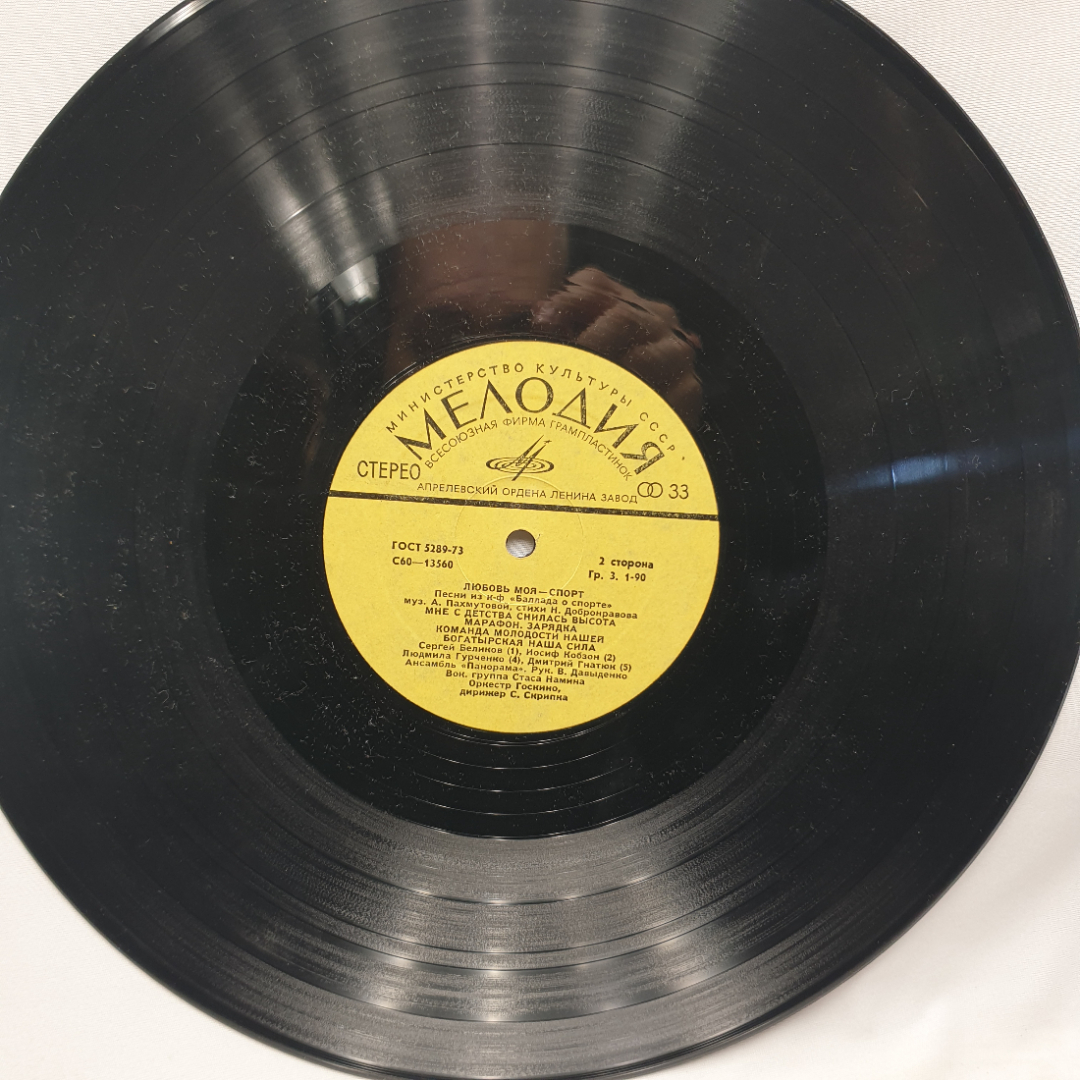 МИНИСТЕРСТВО КУЛЬТУРЫ СССР
МЕЛОДИЯ
ВСЕСОЮЗНАЯ ФИРМА ГРАМПЛАСТИНОК
СТЕРЕО
33
АПРЕЛЕВСКИЙ ОРДЕНА ЛЕНИНА ЗАВОД
ГОСТ 5289-73
С60—13560
2 сторона
Гр. 3. 1-90
ЛЮБОВЬ МОЯ—СПОРТ
Песни из к-ф «Баллада о спорте»
муз. А. Пахмутовой, стихи Н. Добронравова
МНЕ С ДЕТСТВА СНИЛАСЬ ВЫСОТА
МАРАФОН. ЗАРЯДКА
КОМАНДА МОЛОДОСТИ НАШЕЙ
БОГАТЫРСКАЯ НАША СИЛА
Сергей Беликов (1), Иосиф Кобзон (2)
Людмила Гурченко (4), Дмитрий Гнатюк (5)
Ансамбль «Панорама». Рук. В. Давыденко
Вок. группа Стаса Намина
Оркестр Госкино,
дирижер С. Скрипка